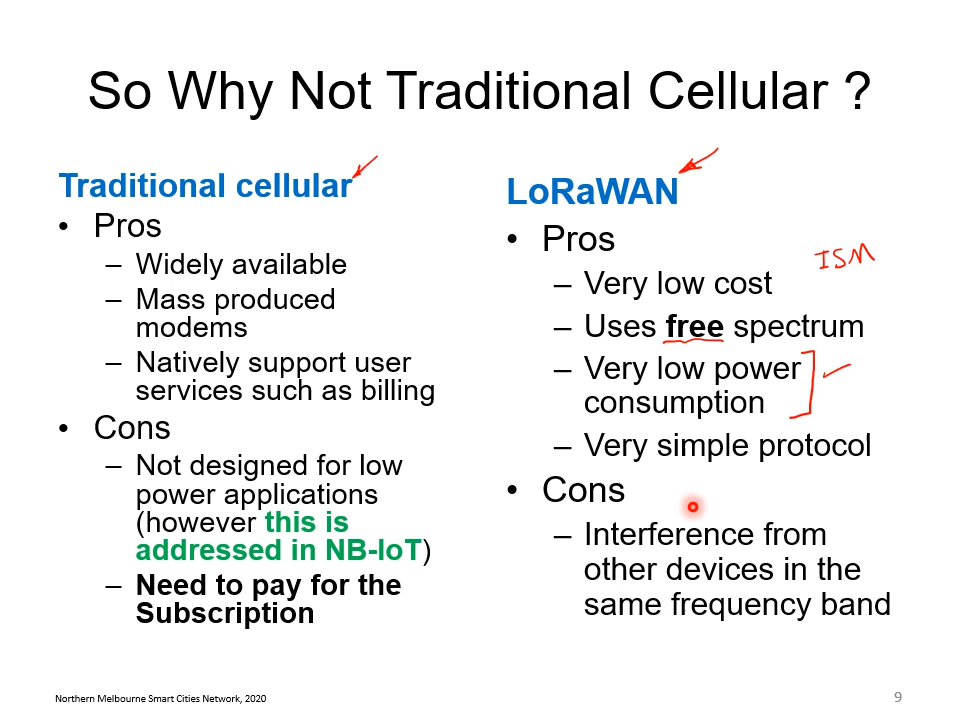 So Why Not Traditional Cellular ?
Traditional cellular
• Pros
– Widely available
– Mass produced
modems
– Natively support user
services such as billing
• Cons
– Not designed for low
power applications
(however this is
addressed in NB-IoT)
– Need to pay for the
Subscription
LoRaWAN
• Pros
ISM
– Very low cost
– Uses free spectrum
– Very low power
consumption
– Very simple protocol
• Cons
– Interference from
other devices in the
same frequency band
Northern Melbourne Smart Cities Network, 2020
9